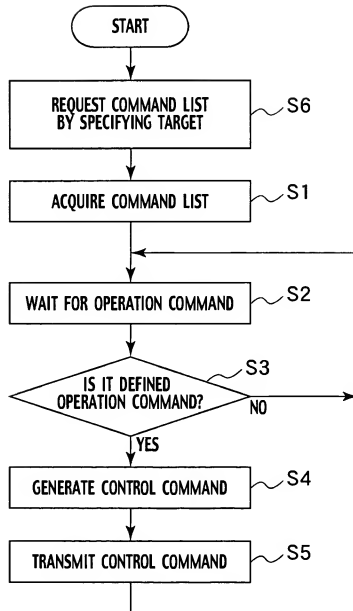 START
REQUEST COMMAND LIST
BY SPECIFYING TARGET
S6
ACQUIRE COMMAND LIST
S1
WAIT FOR OPERATION COMMAND
S2
S3
IS IT DEFINED
OPERATION COMMAND?
NO
YES
GENERATE CONTROL COMMAND
S4
TRANSMIT CONTROL COMMAND
S5